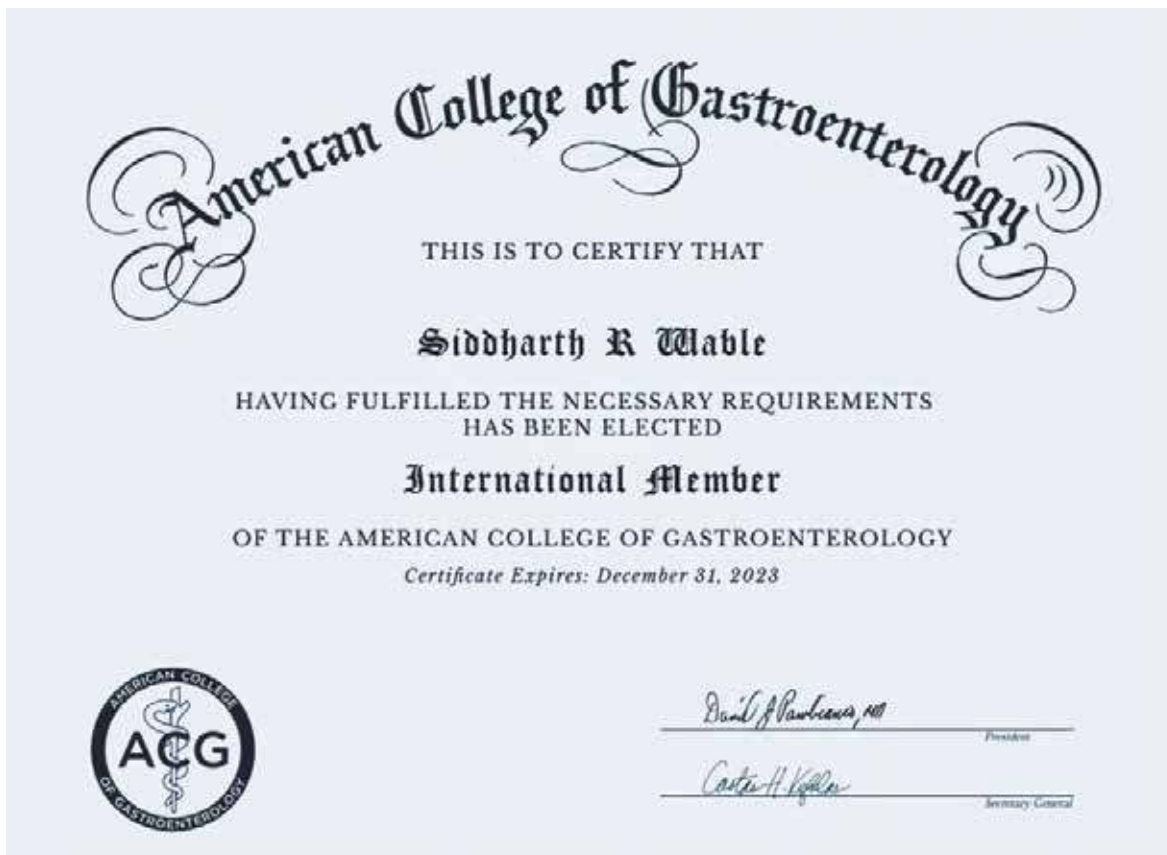 American College of Gastroenterology
THIS IS TO CERTIFY THAT
Siddharth R Wable
HAVING FULFILLED THE NECESSARY REQUIREMENTS
HAS BEEN ELECTED
International Member
OF THE AMERICAN COLLEGE OF GASTROENTEROLOGY
Certificate Expires: December 31, 2023
AMERICAN COLLEGE
ACG
OF GASTROENTEROLOGY
President
Secretary General